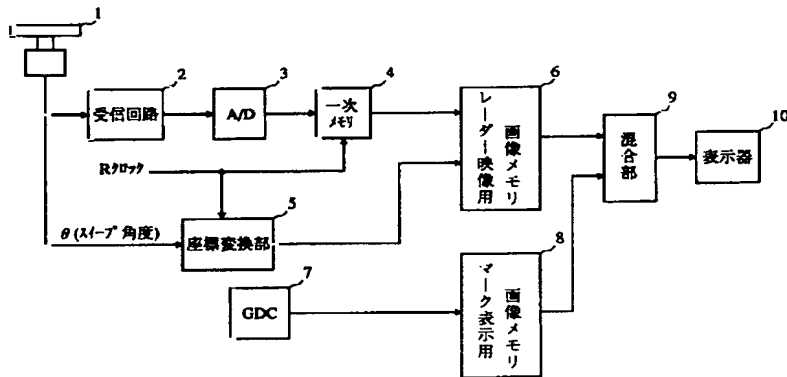 1
2
受信回路
3
A/D
4
一次
メモリ
6
レーダー映像用
画像メモリ
9
混合部
10
表示器
Rクロック
5
座標変換部
θ (スイープ 角度)
7
GDC
8
マーク表示用
画像メモリ